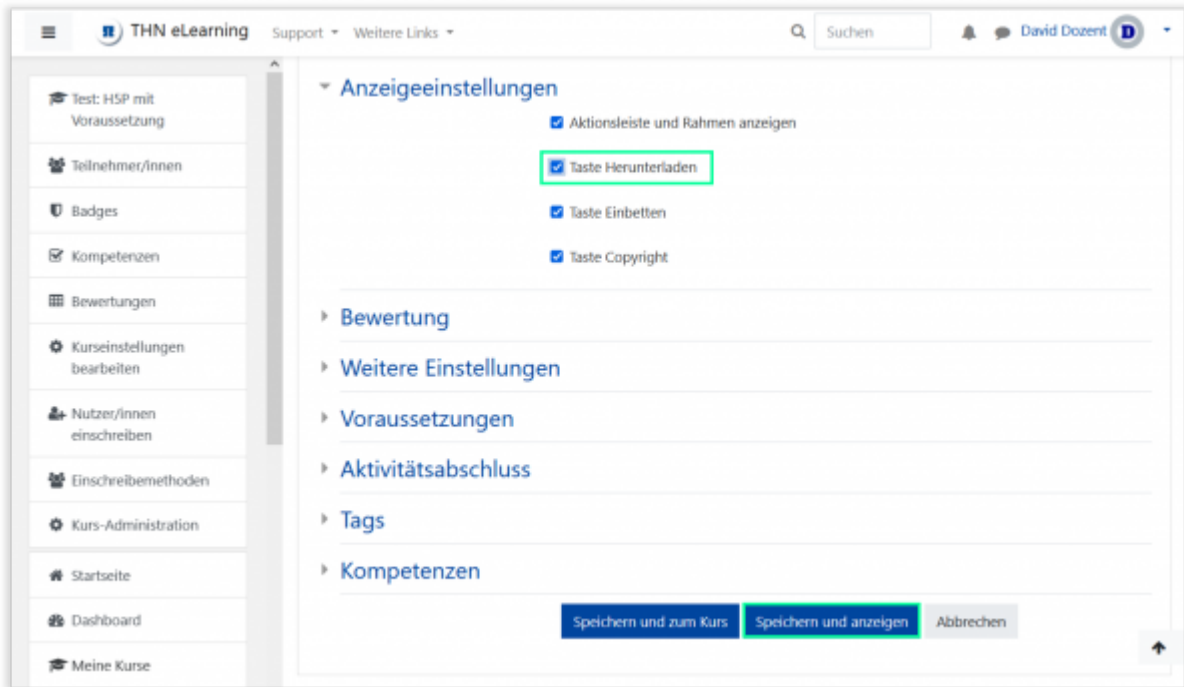 THN eLearning Support Weitere Links Suchen David Dozent D
Test: H5P mit
Voraussetzung
Teilnehmer/innen
Badges
Kompetenzen
Bewertungen
Kurseinstellungen
bearbeiten
Nutzer/innen
einschreiben
Einschreibemethoden
Kurs-Administration
Startseite
Dashboard
Meine Kurse
Anzeigeeinstellungen
Aktionsleiste und Rahmen anzeigen
Taste Herunterladen
Taste Einbetten
Taste Copyright
Bewertung
Weitere Einstellungen
Voraussetzungen
Aktivitätsabschluss
Tags
Kompetenzen
Speichern und zum Kurs Speichern und anzeigen Abbrechen